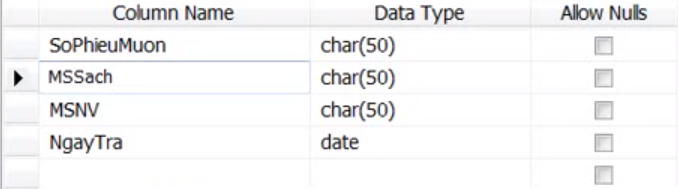 Column Name Data Type Allow Nulls
SoPhieuMuon char(50)
MSSach char(50)
MSNV char(50)
NgayTra date